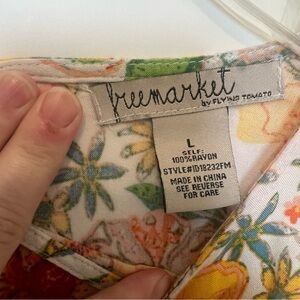 freemarket
BY FLYING TOMATO
L
SELF:
100%RAYON
STYLE#ID18232FM
MADE IN CHINA
SEE REVERSE
FOR CARE